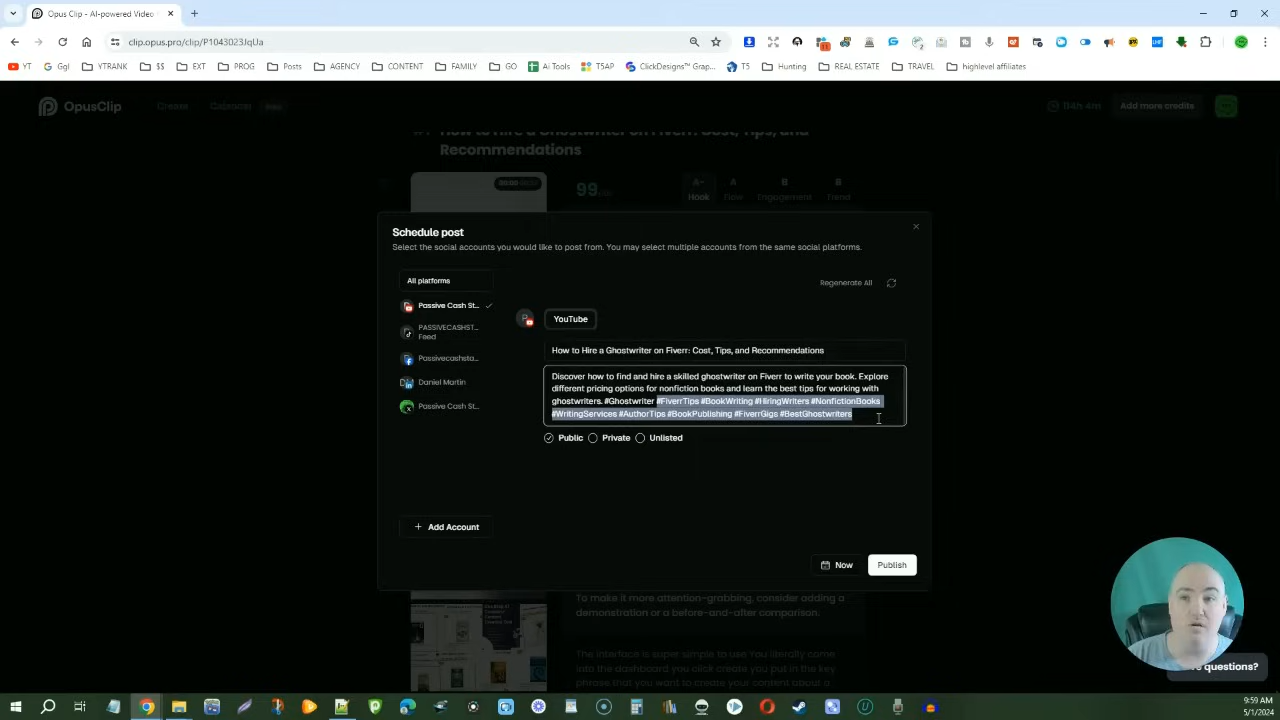 OpusClip - AI-powered Video
clip.opus.pro/clip/P1043023JqUa
YT
Ggl
YTRANK
$$
EXT
PROG
Posts
AGENCY
CONTENT
FAMILY
GO
Ai Tools
T5AP
ClickDesigns™ Grap...
T5
Hunting
REAL ESTATE
TRAVEL
highlevel affiliates
OpusClip
Create
Calendar
114h 4m
Add more credits
How to Hire a Ghostwriter on Fiverr: Cost, Tips, and
Recommendations
99
A-
A
B
B
Hook
Flow
Engagement
Trend
Schedule post
Select the social accounts you would like to post from. You may select multiple accounts from the same social platforms.
All platforms
Regenerate All
Passive Cash St...
PASSIVECASHST...
Feed
Passivecashsta...
Daniel Martin
Passive Cash St...
YouTube
How to Hire a Ghostwriter on Fiverr: Cost, Tips, and Recommendations
Discover how to find and hire a skilled ghostwriter on Fiverr to write your book. Explore
different pricing options for nonfiction books and learn the best tips for working with
ghostwriters. #Ghostwriter #FiverrTips #BookWriting #HiringWriters #NonfictionBooks
#WritingServices #AuthorTips #BookPublishing #FiverrGigs #BestGhostwriters
Public
Private
Unlisted
+ Add Account
Now
Publish
To make it more attention-grabbing, consider adding a
demonstration or a before-and-after comparison.
The interface is super simple to use You literally come
into the dashboard you click create you put in the key
phrase that you want to create your content about a
questions?
9:59 AM
5/1/2024